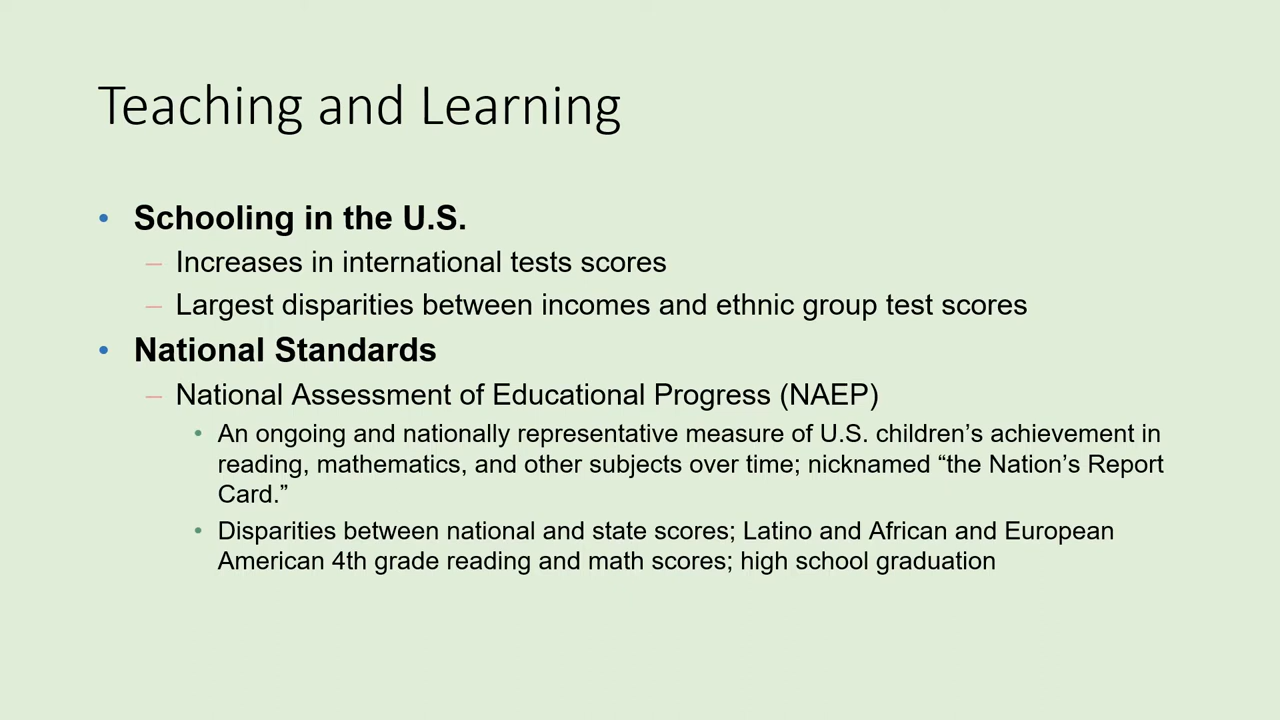 Teaching and Learning
• Schooling in the U.S.
– Increases in international tests scores
– Largest disparities between incomes and ethnic group test scores
• National Standards
– National Assessment of Educational Progress (NAEP)
• An ongoing and nationally representative measure of U.S. children’s achievement in
reading, mathematics, and other subjects over time; nicknamed “the Nation’s Report
Card.”
• Disparities between national and state scores; Latino and African and European
American 4th grade reading and math scores; high school graduation